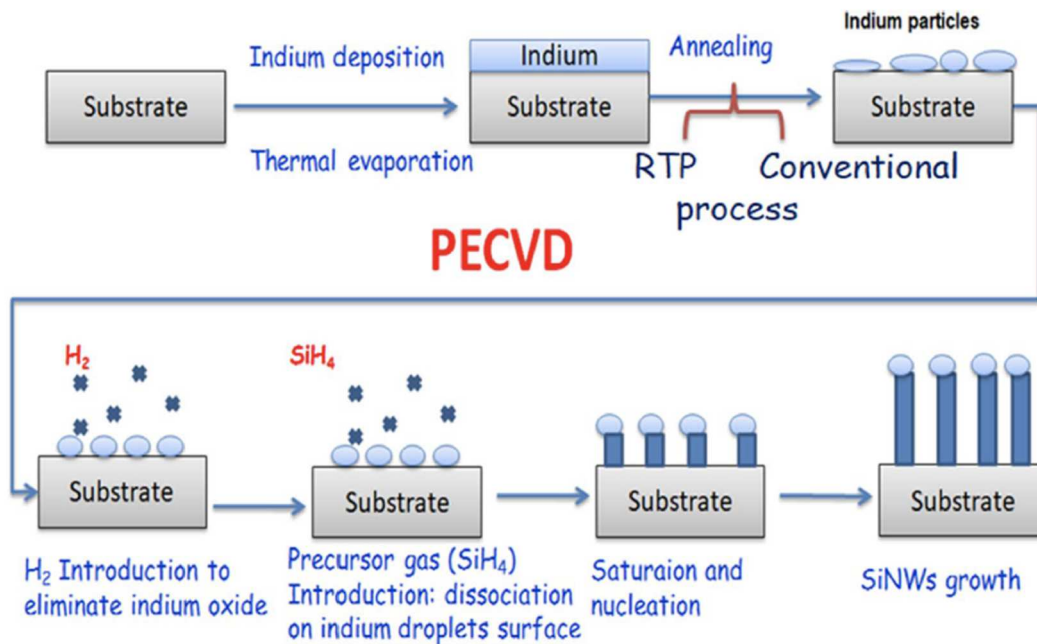 Substrate
Indium deposition
Thermal evaporation
Indium
Substrate
Annealing
RTP Conventional
process
Indium particles
Substrate
PECVD
H₂
Substrate
H₂ Introduction to
eliminate indium oxide
SiH₄
Substrate
Precursor gas (SiH₄)
Introduction: dissociation
on indium droplets surface
Substrate
Saturaion and
nucleation
Substrate
SiNWs growth